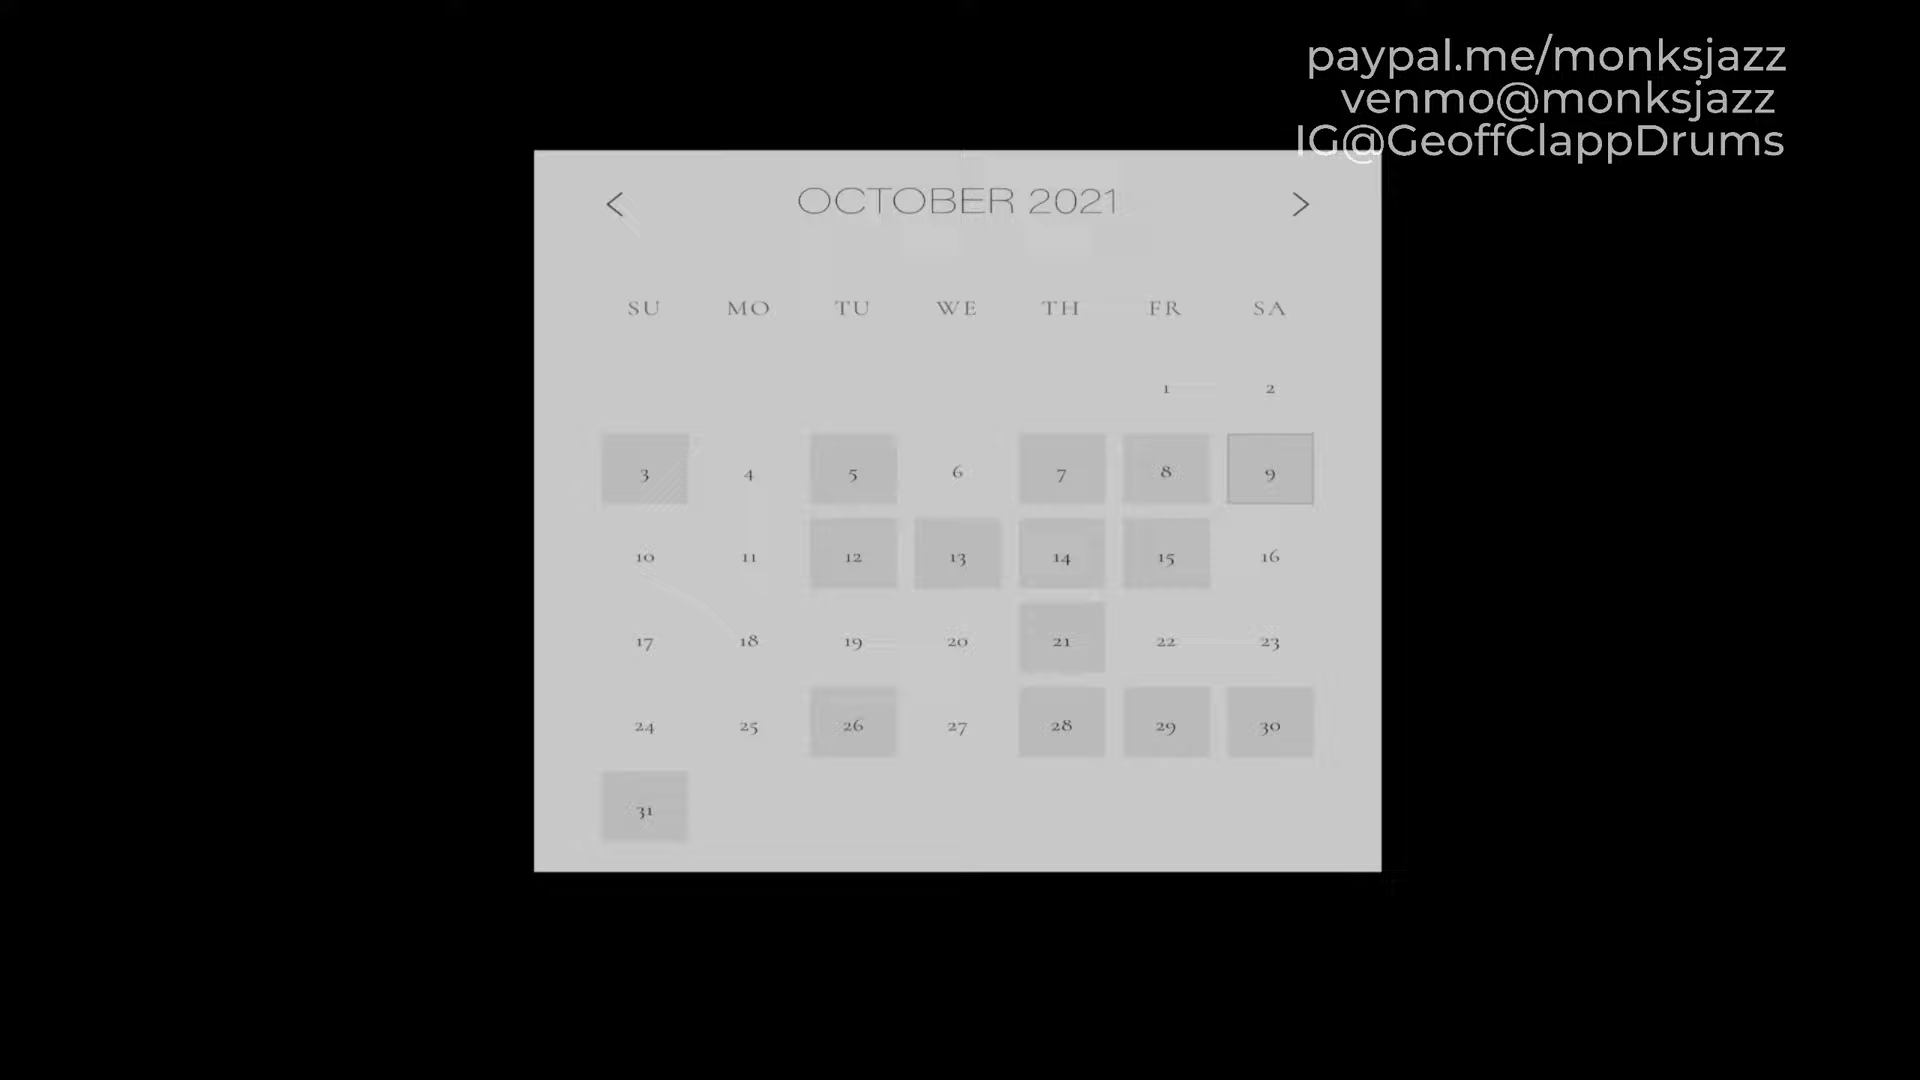 paypal.me/monksjazz
venmo@monksjazz
IG@GeoffClappDrums
< OCTOBER 2021 >
SU MO TU WE TH FR SA
1 2
3 4 5 6 7 8 9
10 11 12 13 14 15 16
17 18 19 20 21 22 23
24 25 26 27 28 29 30
31